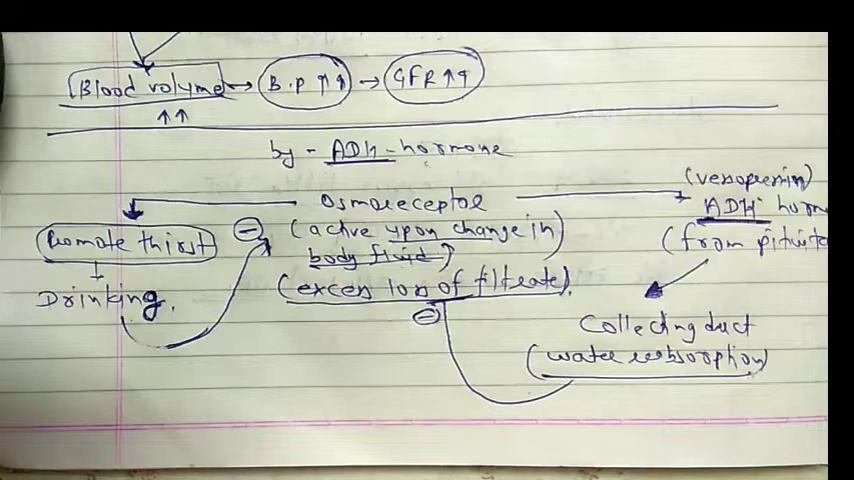 Blood volume → B.P ↑↑ → GFR ↑↑
↑↑
by - ADH - hormone
(vesopressin)
Osmoreceptor
ADH horm
Promote thirst
(active upon change in
body fluid)
(from pituita
(excess loss of filtrate).
Drinking.
Collecting duct
(water reabsorption)